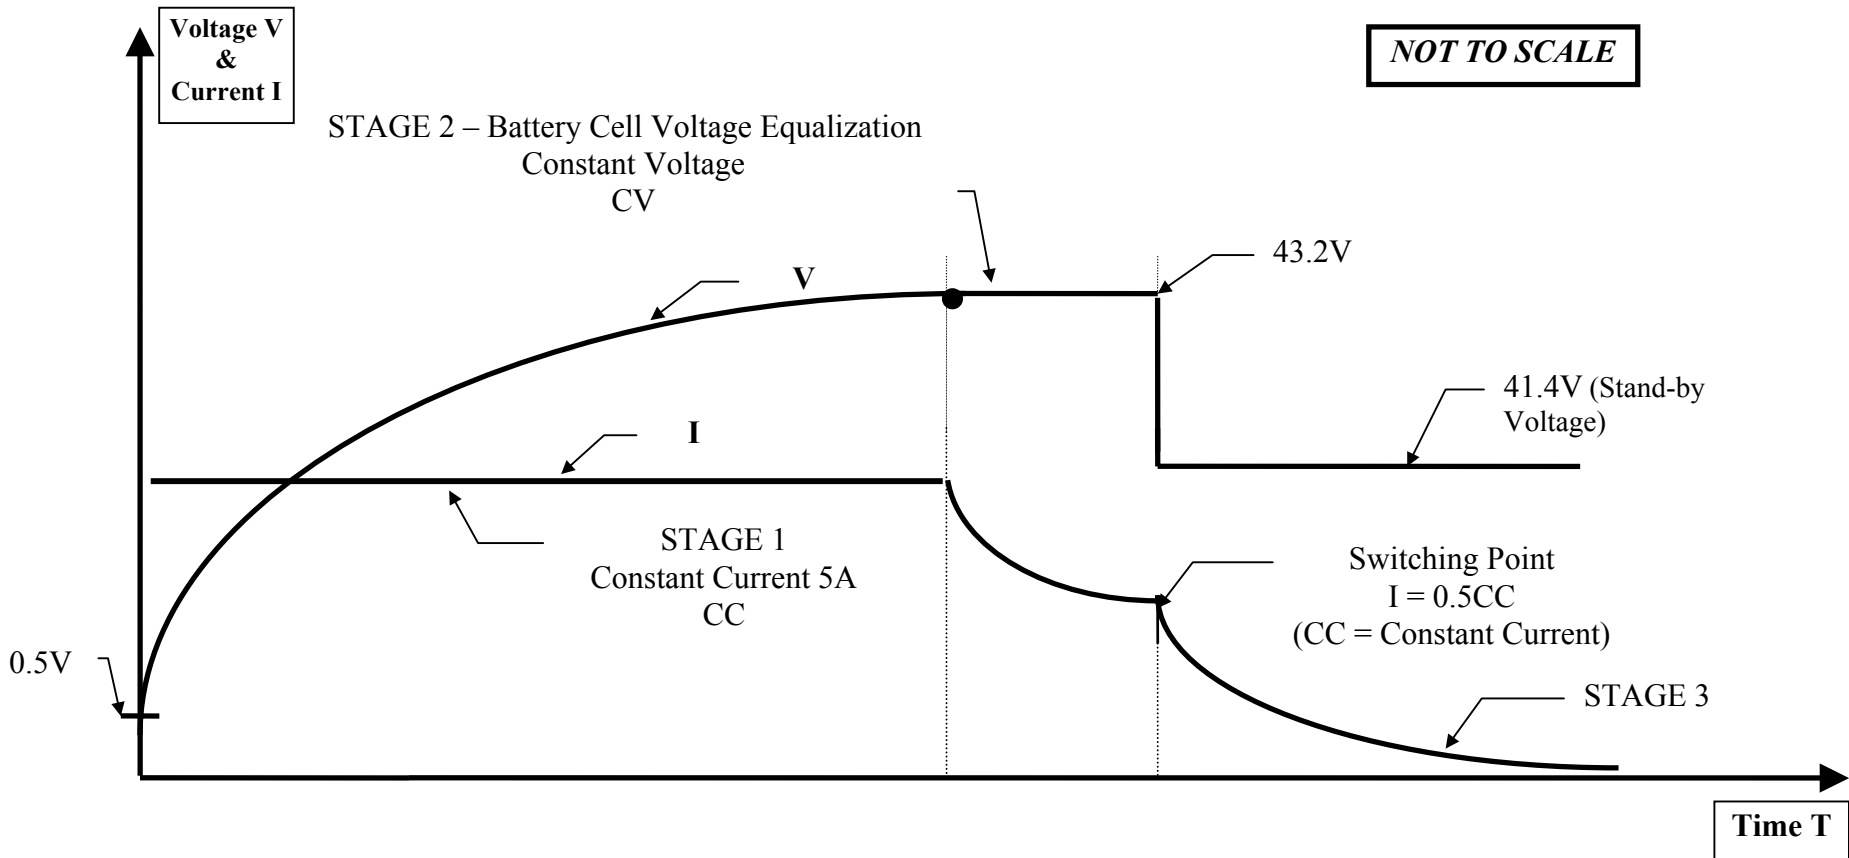 Voltage V
&
Current I
NOT TO SCALE
STAGE 2 – Battery Cell Voltage Equalization
Constant Voltage
CV
43.2V
V
41.4V (Stand-by
Voltage)
I
STAGE 1
Constant Current 5A
CC
Switching Point
I = 0.5CC
(CC = Constant Current)
0.5V
STAGE 3
Time T